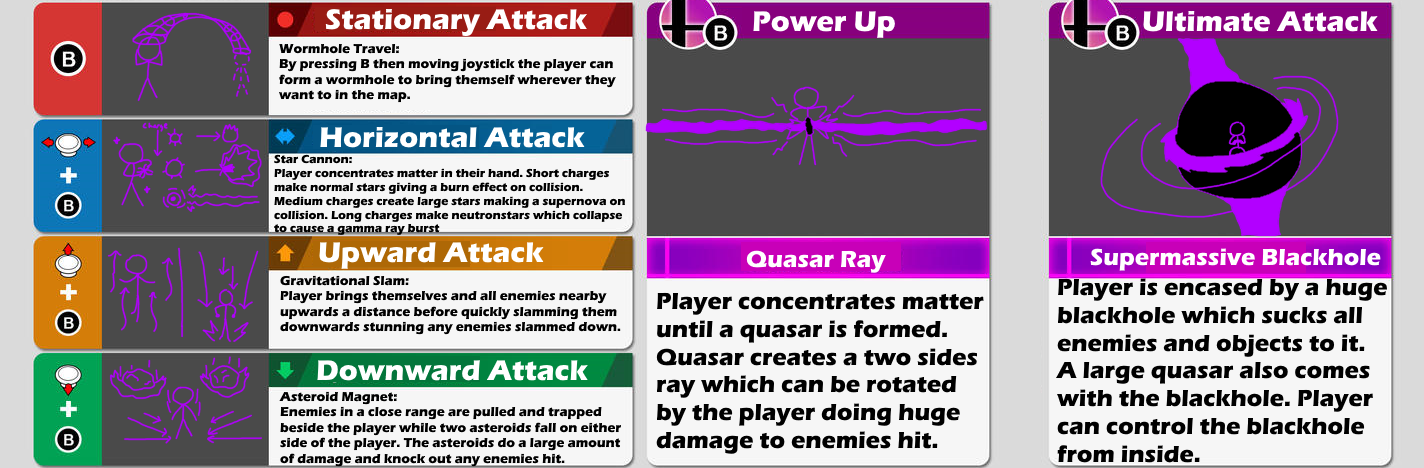 B
Stationary Attack
Wormhole Travel:
By pressing B then moving joystick the player can
form a wormhole to bring themself wherever they
want to in the map.
+
B
Horizontal Attack
Star Cannon:
Player concentrates matter in their hand. Short charges
make normal stars giving a burn effect on collision.
Medium charges create large stars making a supernova on
collision. Long charges make neutronstars which collapse
to cause a gamma ray burst
+
B
Upward Attack
Gravitational Slam:
Player brings themselves and all enemies nearby
upwards a distance before quickly slamming them
downwards stunning any enemies slammed down.
+
B
Downward Attack
Asteroid Magnet:
Enemies in a close range are pulled and trapped
beside the player while two asteroids fall on either
side of the player. The asteroids do a large amount
of damage and knock out any enemies hit.
B
Power Up
Quasar Ray
Player concentrates matter
until a quasar is formed.
Quasar creates a two sides
ray which can be rotated
by the player doing huge
damage to enemies hit.
B
Ultimate Attack
Supermassive Blackhole
Player is encased by a huge
blackhole which sucks all
enemies and objects to it.
A large quasar also comes
with the blackhole. Player
can control the blackhole
from inside.